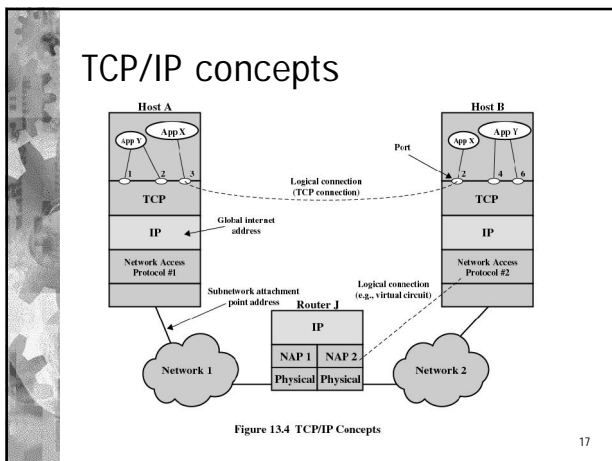 TCP/IP concepts
Host A
Host B
App Y
App X
App X
App Y
Port
1
2
3
2
4
6
Logical connection
(TCP connection)
TCP
TCP
Global internet
address
IP
IP
Network Access
Protocol #1
Network Access
Protocol #2
Subnetwork attachment
point address
Logical connection
(e.g., virtual circuit)
Router J
IP
NAP 1
NAP 2
Network 1
Network 2
Physical
Physical
Figure 13.4 TCP/IP Concepts
17